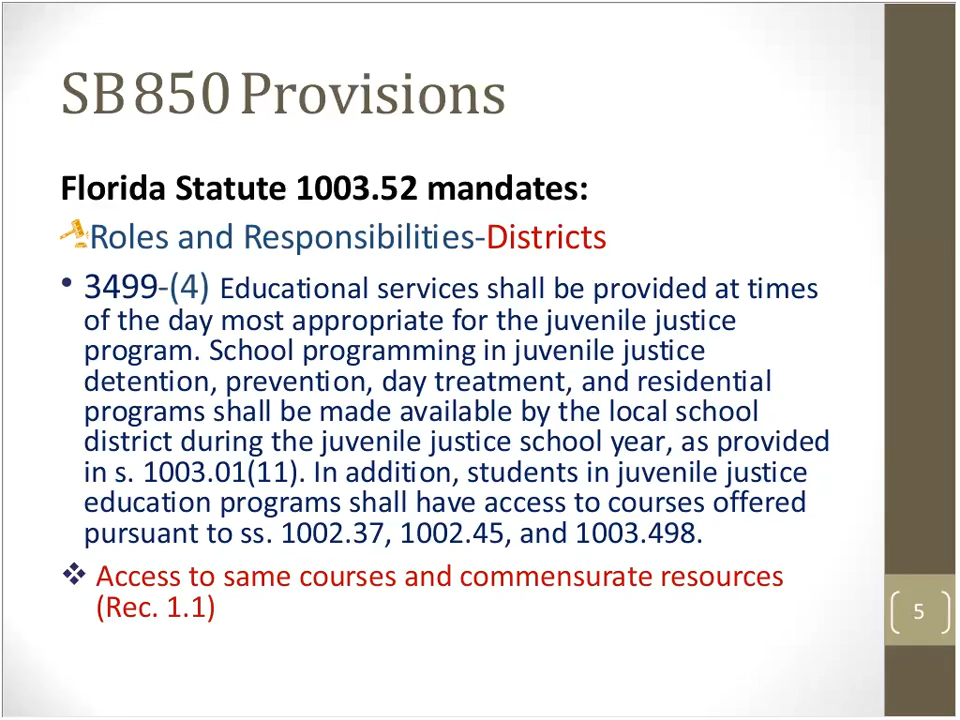 SB 850 Provisions
Florida Statute 1003.52 mandates:
Roles and Responsibilities-Districts
• 3499-(4) Educational services shall be provided at times
of the day most appropriate for the juvenile justice
program. School programming in juvenile justice
detention, prevention, day treatment, and residential
programs shall be made available by the local school
district during the juvenile justice school year, as provided
in s. 1003.01(11). In addition, students in juvenile justice
education programs shall have access to courses offered
pursuant to ss. 1002.37, 1002.45, and 1003.498.
❖ Access to same courses and commensurate resources
(Rec. 1.1)
5